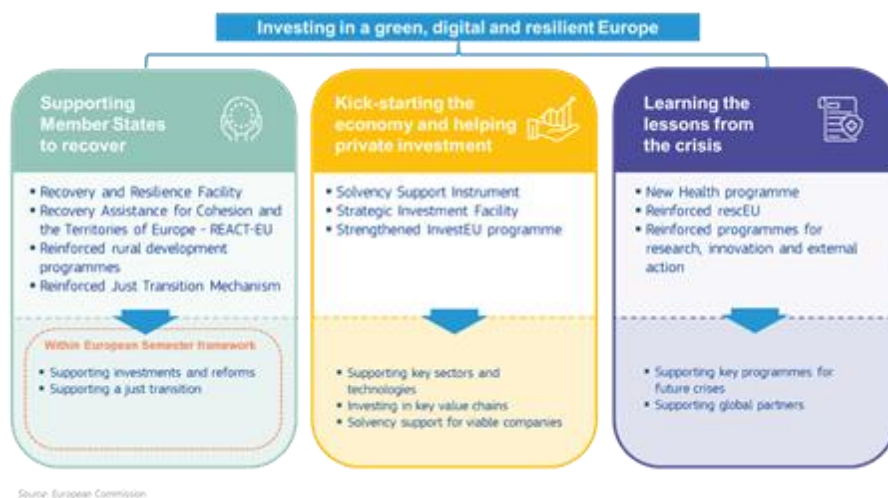 Investing in a green, digital and resilient Europe
Supporting
Member States
to recover
▪ Recovery and Resilience Facility
▪ Recovery Assistance for Cohesion and
the Territories of Europe - REACT-EU
▪ Reinforced rural development
programmes
▪ Reinforced Just Transition Mechanism
Within European Semester framework
▪ Supporting investments and reforms
▪ Supporting a just transition
Kick-starting the
economy and helping
private investment
▪ Solvency Support Instrument
▪ Strategic Investment Facility
▪ Strengthened InvestEU programme
▪ Supporting key sectors and
technologies
▪ Investing in key value chains
▪ Solvency support for viable companies
Learning the
lessons from
the crisis
▪ New Health programme
▪ Reinforced rescEU
▪ Reinforced programmes for
research, innovation and external
action
▪ Supporting key programmes for
future crises
▪ Supporting global partners
Source: European Commission